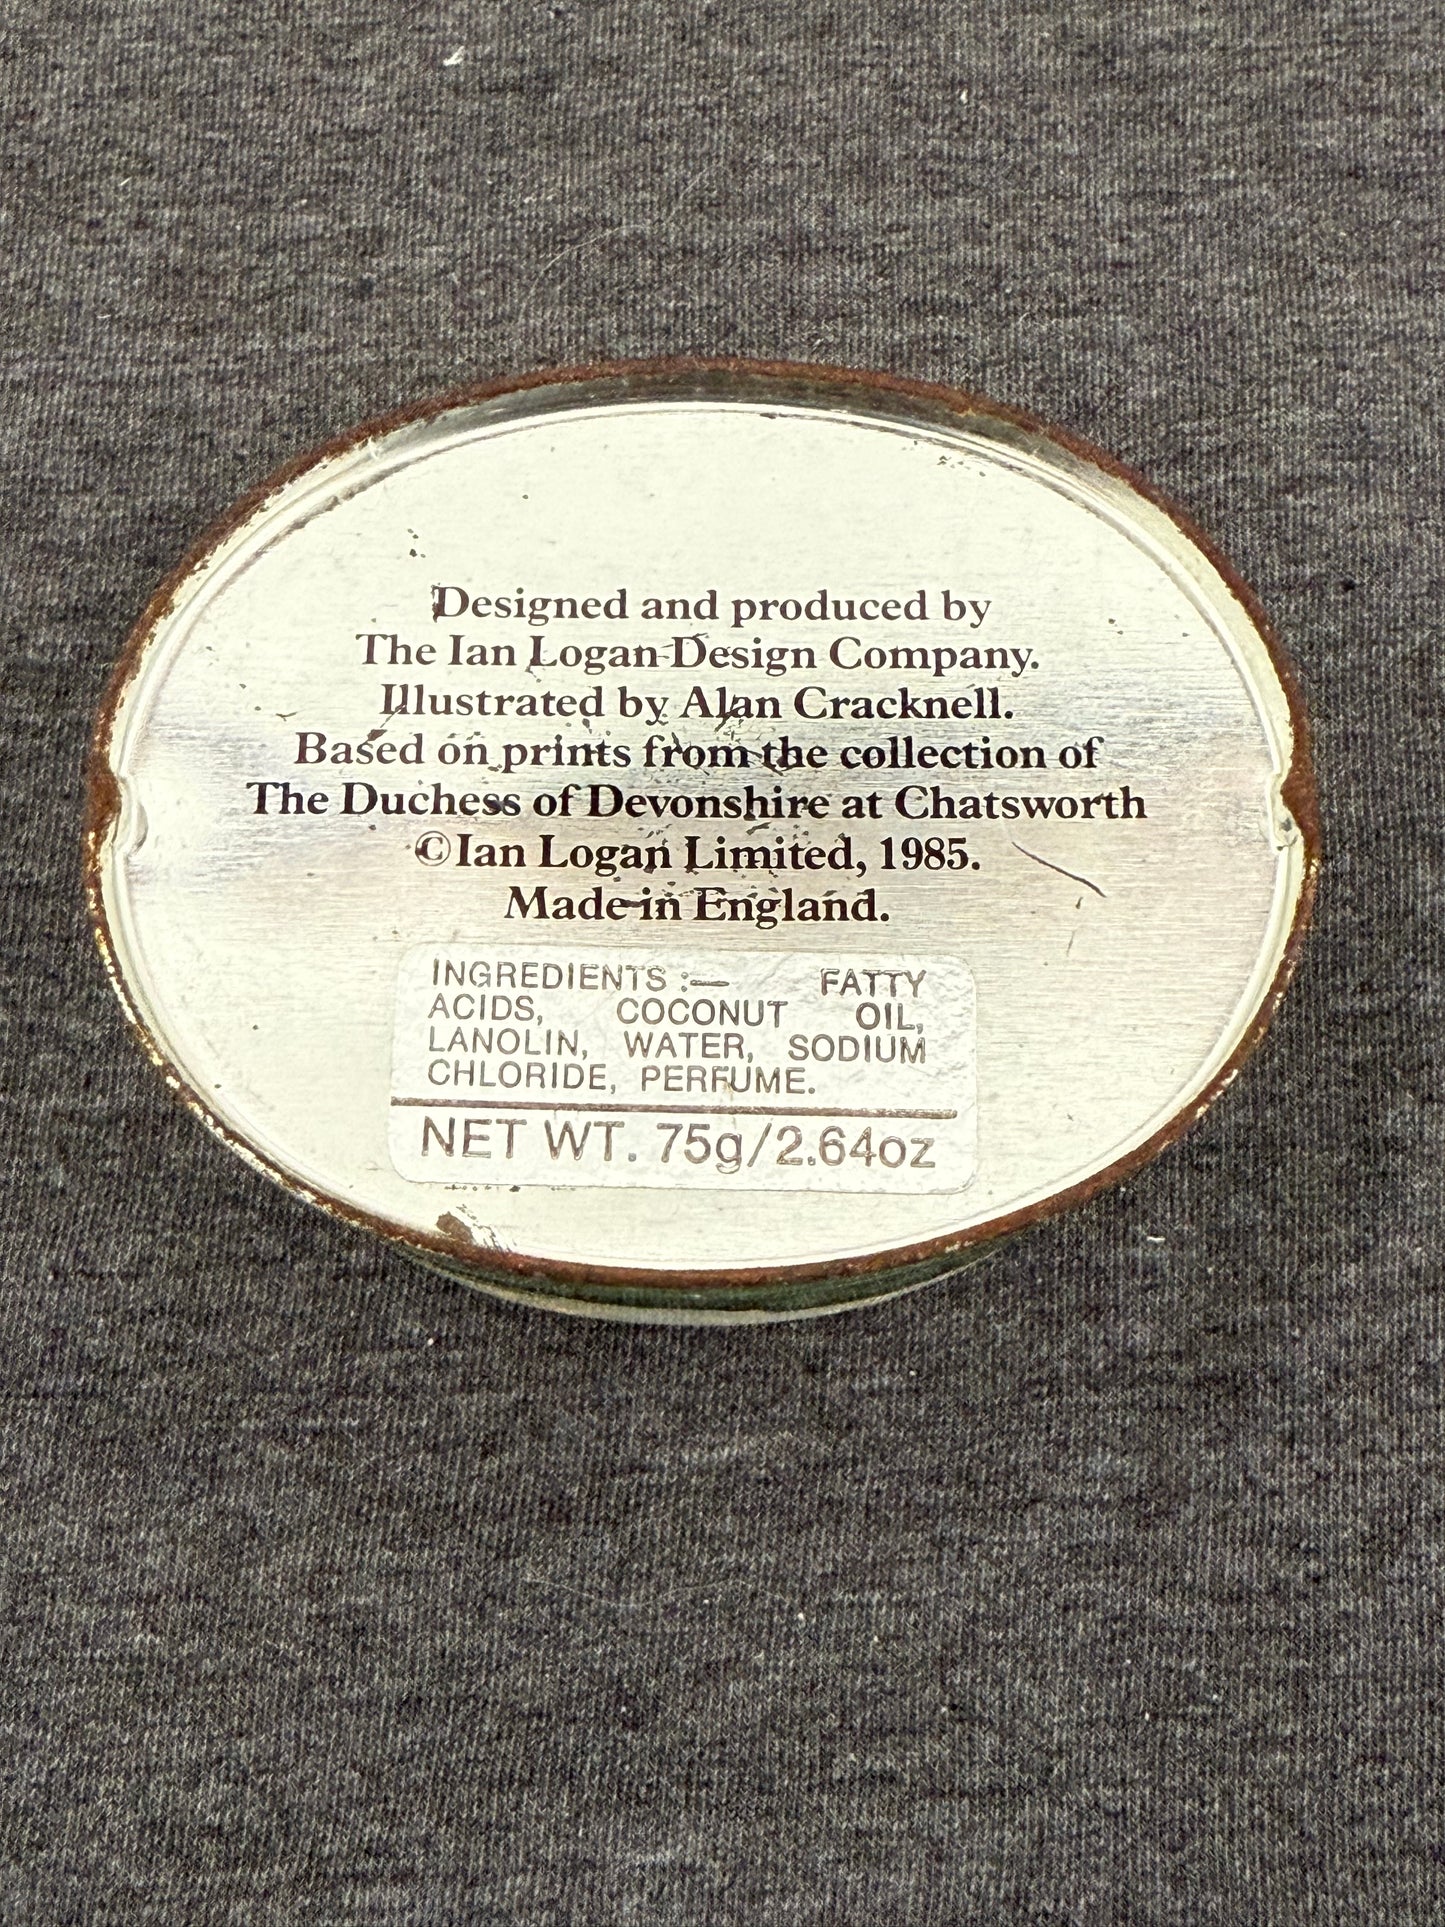 Designed and produced by
The Ian Logan Design Company.
Illustrated by Alan Cracknell.
Based on prints from the collection of
The Duchess of Devonshire at Chatsworth
©Ian Logan Limited, 1985.
Made in England.
INGREDIENTS :— FATTY
ACIDS, COCONUT OIL,
LANOLIN, WATER, SODIUM
CHLORIDE, PERFUME.
NET WT. 75g/2.64oz